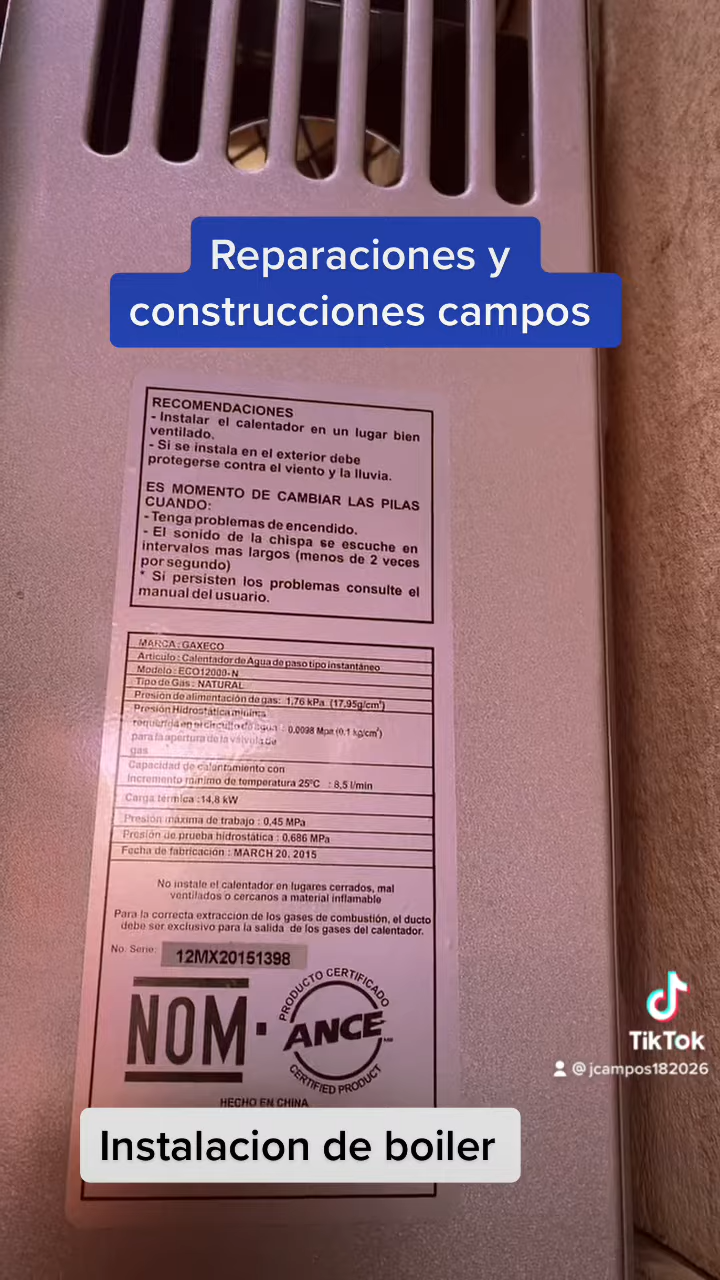 Reparaciones y
construcciones campos
RECOMENDACIONES
- Instalar el calentador en un lugar bien
ventilado.
- Si se instala en el exterior debe
protegerse contra el viento y la lluvia.
ES MOMENTO DE CAMBIAR LAS PILAS
CUANDO:
- Tenga problemas de encendido.
- El sonido de la chispa se escuche en
intervalos mas largos (menos de 2 veces
por segundo)
* Si persisten los problemas consulte el
manual del usuario.
MARCA : GAXECO
Artículo : Calentador de Agua de paso tipo instantáneo
Modelo : ECO12000-N
Tipo de Gas : NATURAL
Presión de alimentación de gas: 1,76 kPa (17,95g/cm²)
Presión Hidrostática mínima
requerida en el circuito de agua : 0.0098 Mpa (0.1 kg/cm²)
para la apertura de la válvula de
gas
Capacidad de calentamiento con
Incremento mínimo de temperatura 25°C : 8,5 l/min
Carga térmica : 14,8 kW
Presión máxima de trabajo : 0,45 MPa
Presión de prueba hidrostática : 0.686 MPa
Fecha de fabricación : MARCH 20, 2015
No instale el calentador en lugares cerrados, mal
ventilados o cercanos a material inflamable
Para la correcta extracción de los gases de combustión, el ducto
debe ser exclusivo para la salida de los gases del calentador.
No. Serie: 12MX20151398
PRODUCTO CERTIFICADO
NOM - ANCE
CERTIFIED PRODUCT
HECHO EN CHINA
TikTok
@jcampos182026
Instalacion de boiler